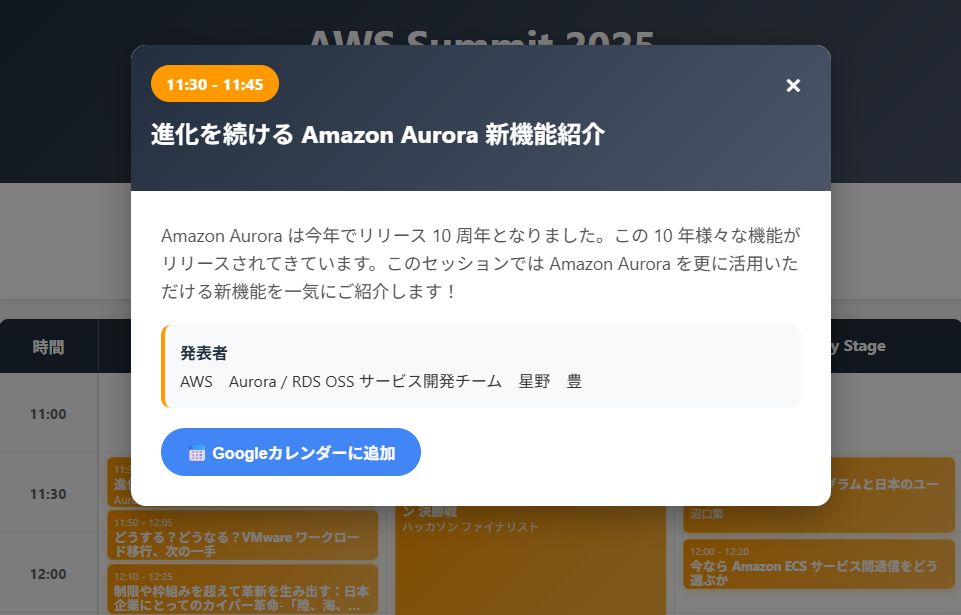 AWS Summit 2025
11:30 - 11:45
×
進化を続ける Amazon Aurora 新機能紹介
Amazon Aurora は今年でリリース 10 周年となりました。この 10 年様々な機能が
リリースされてきています。このセッションでは Amazon Aurora を更に活用いた
だける新機能を一気にご紹介します！
発表者
AWS　Aurora / RDS OSS サービス開発チーム　星野　豊
Googleカレンダーに追加
時間
y Stage
11:00
11:30
12:00
11:3
進化
Auro
11:50 - 12:05
どうする？どうなる？VMware ワークロー
ド移行、次の一手
12:10 - 12:25
制限や枠組みを超えて革新を生み出す：日本
企業にとってのカイパー革命-「陸、海、...
ン 決勝戦
ハッカソン ファイナリスト
グラムと日本のユー
沼口繁
12:00 - 12:20
今なら Amazon ECS サービス間通信をどう
選ぶか